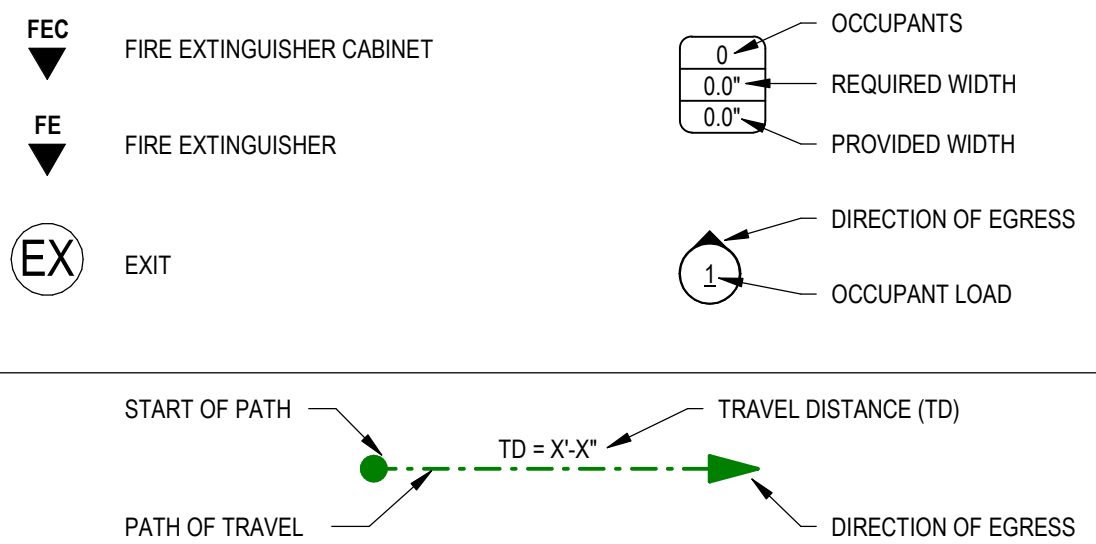 FEC
FIRE EXTINGUISHER CABINET
FE
FIRE EXTINGUISHER
EX
EXIT
OCCUPANTS
0
REQUIRED WIDTH
0.0"
PROVIDED WIDTH
0.0"
DIRECTION OF EGRESS
1
OCCUPANT LOAD
START OF PATH
TRAVEL DISTANCE (TD)
TD = X'-X"
PATH OF TRAVEL
DIRECTION OF EGRESS